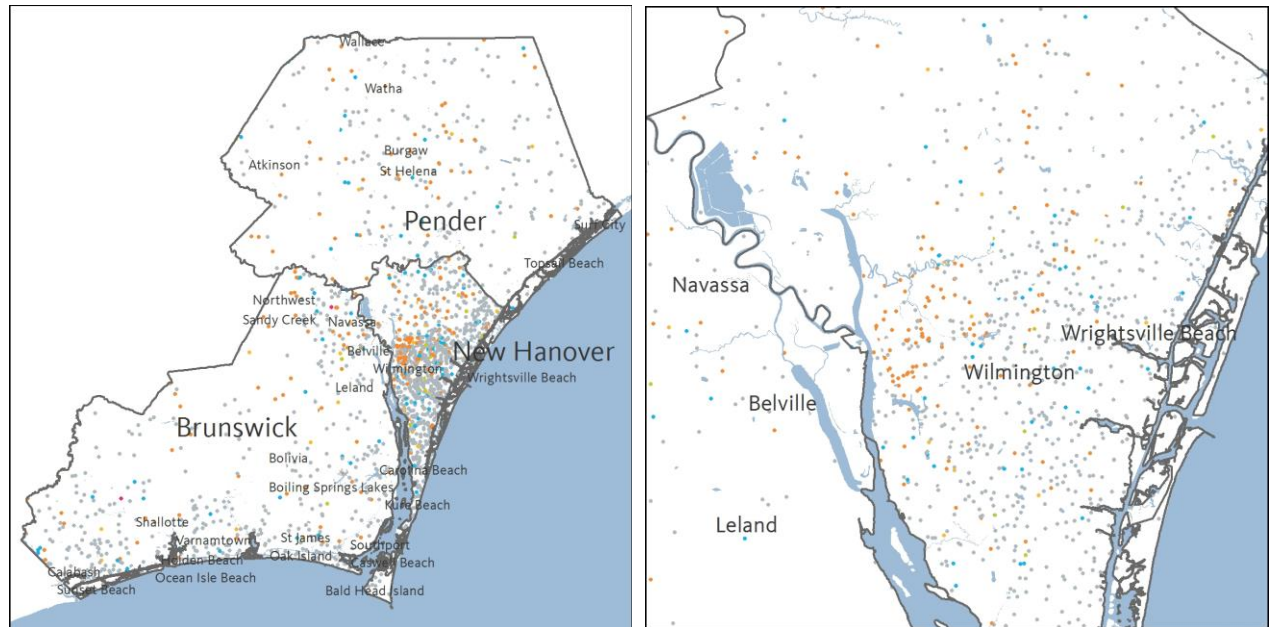 Wallace
Watha
Burgaw
Atkinson
St Helena
Pender
Surf City
Topsail Beach
Northwest
Sandy Creek
Navassa
Belville
New Hanover
Wilmington
Wrightsville Beach
Leland
Brunswick
Bolivia
Carolina Beach
Boiling Springs Lakes
Kure Beach
Shallotte
Varnamtown
St James
Southport
Oak Island
Holden Beach
Caswell Beach
Calabash
Ocean Isle Beach
Sunset Beach
Bald Head Island
Navassa
Wrightsville Beach
Wilmington
Belville
Leland